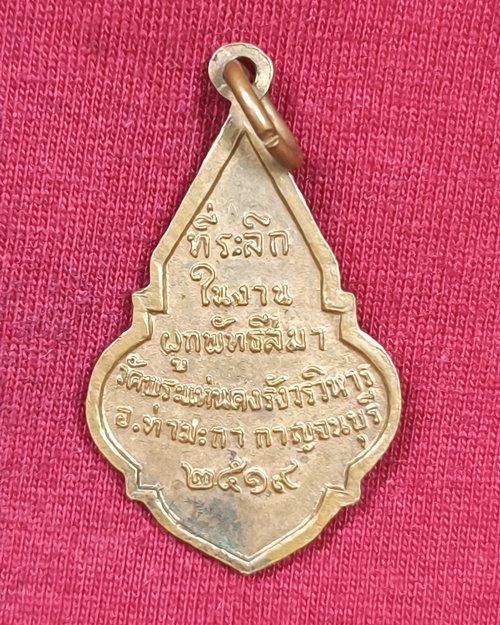 ที่ระลึก
ในงาน
ผูกพัทธสีมา
วัดพระแท่นดงรังวรวิหาร
อ.ท่ามะกา กาญจนบุรี
๒๕๑๙